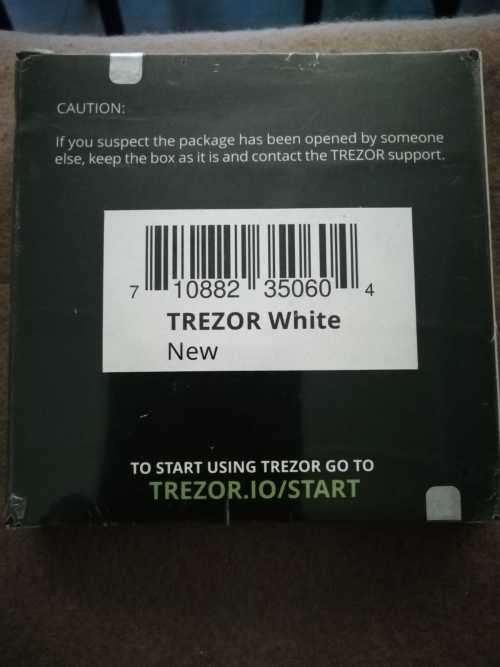 CAUTION:
If you suspect the package has been opened by someone
else, keep the box as it is and contact the TREZOR support.
7 10882 35060 4
TREZOR White
New
TO START USING TREZOR GO TO
TREZOR.IO/START